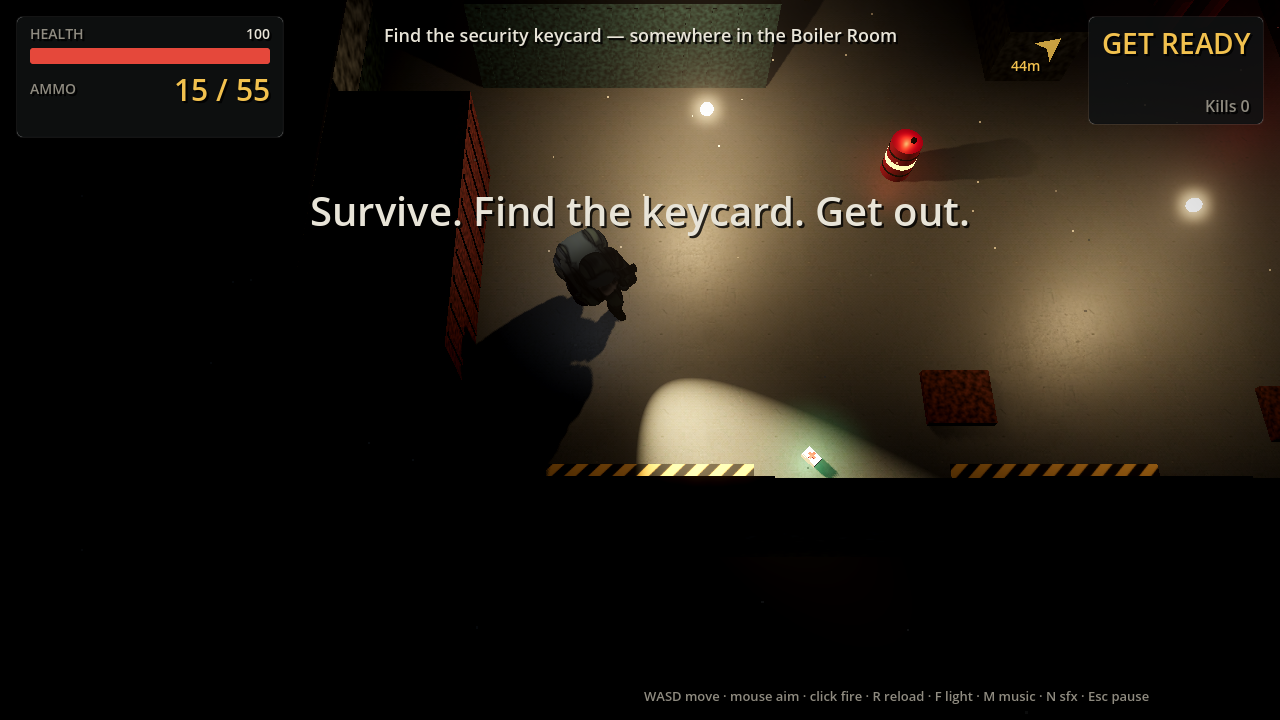 HEALTH 100
AMMO 15 / 55
Find the security keycard — somewhere in the Boiler Room
44m
GET READY
Kills 0
Survive. Find the keycard. Get out.
WASD move · mouse aim · click fire · R reload · F light · M music · N sfx · Esc pause